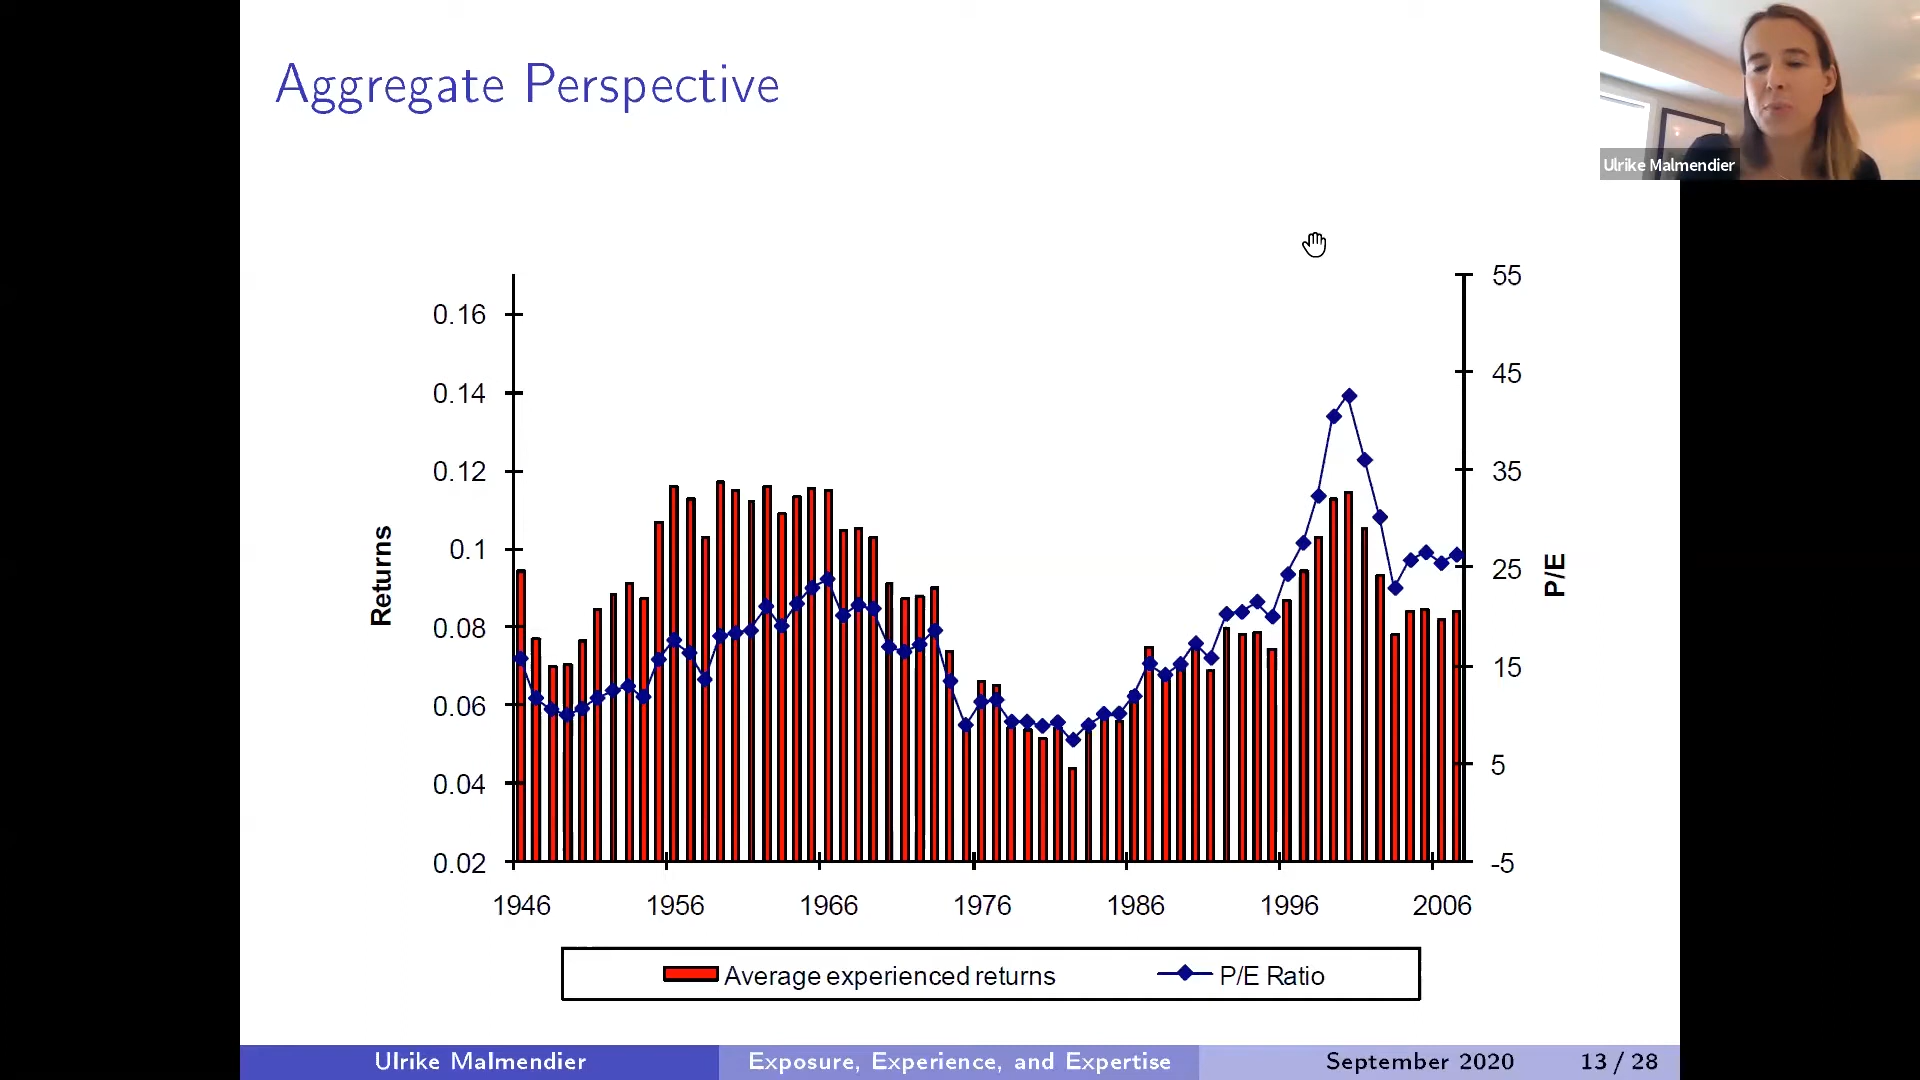 Aggregate Perspective
Ulrike Malmendier
0.16
0.14
0.12
0.1
0.08
0.06
0.04
0.02
Returns
55
45
35
25
15
5
-5
P/E
1946 1956 1966 1976 1986 1996 2006
Average experienced returns P/E Ratio
Ulrike Malmendier Exposure, Experience, and Expertise September 2020 13 / 28